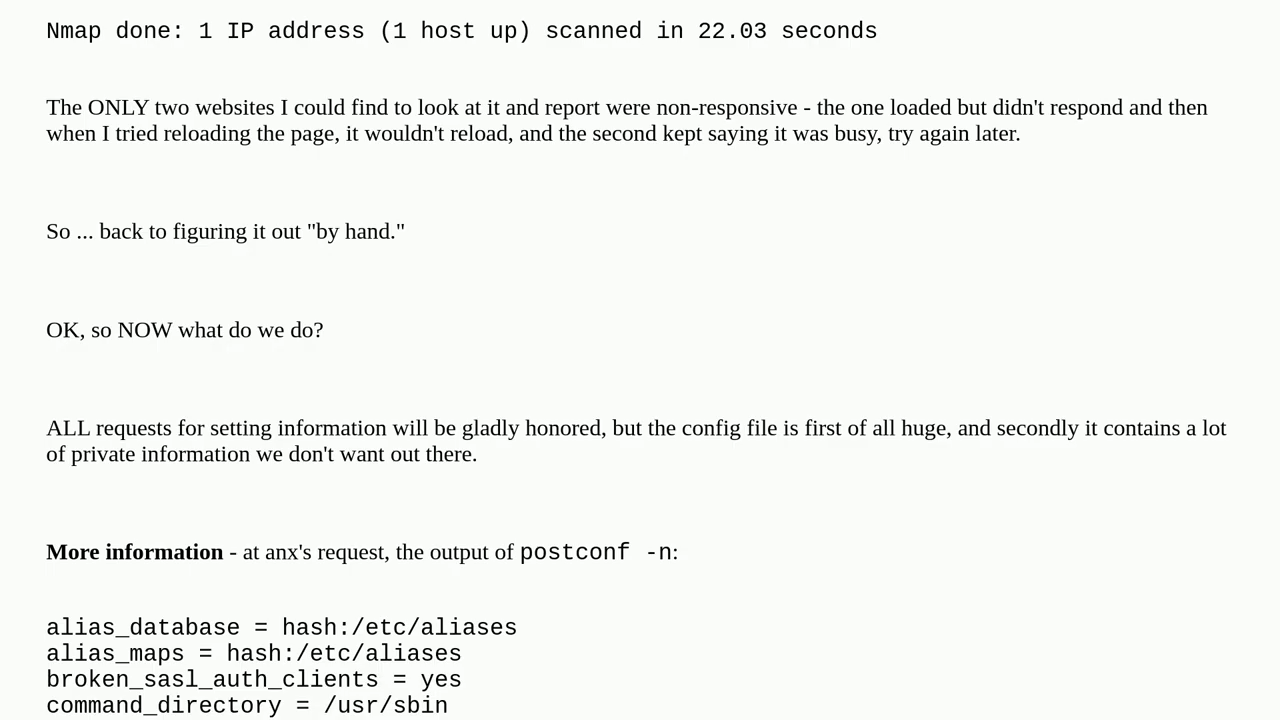 Nmap done: 1 IP address (1 host up) scanned in 22.03 seconds
The ONLY two websites I could find to look at it and report were non-responsive - the one loaded but didn't respond and then
when I tried reloading the page, it wouldn't reload, and the second kept saying it was busy, try again later.
So ... back to figuring it out "by hand."
OK, so NOW what do we do?
ALL requests for setting information will be gladly honored, but the config file is first of all huge, and secondly it contains a lot
of private information we don't want out there.
More information - at anx's request, the output of postconf -n:
alias_database = hash:/etc/aliases
alias_maps = hash:/etc/aliases
broken_sasl_auth_clients = yes
command_directory = /usr/sbin